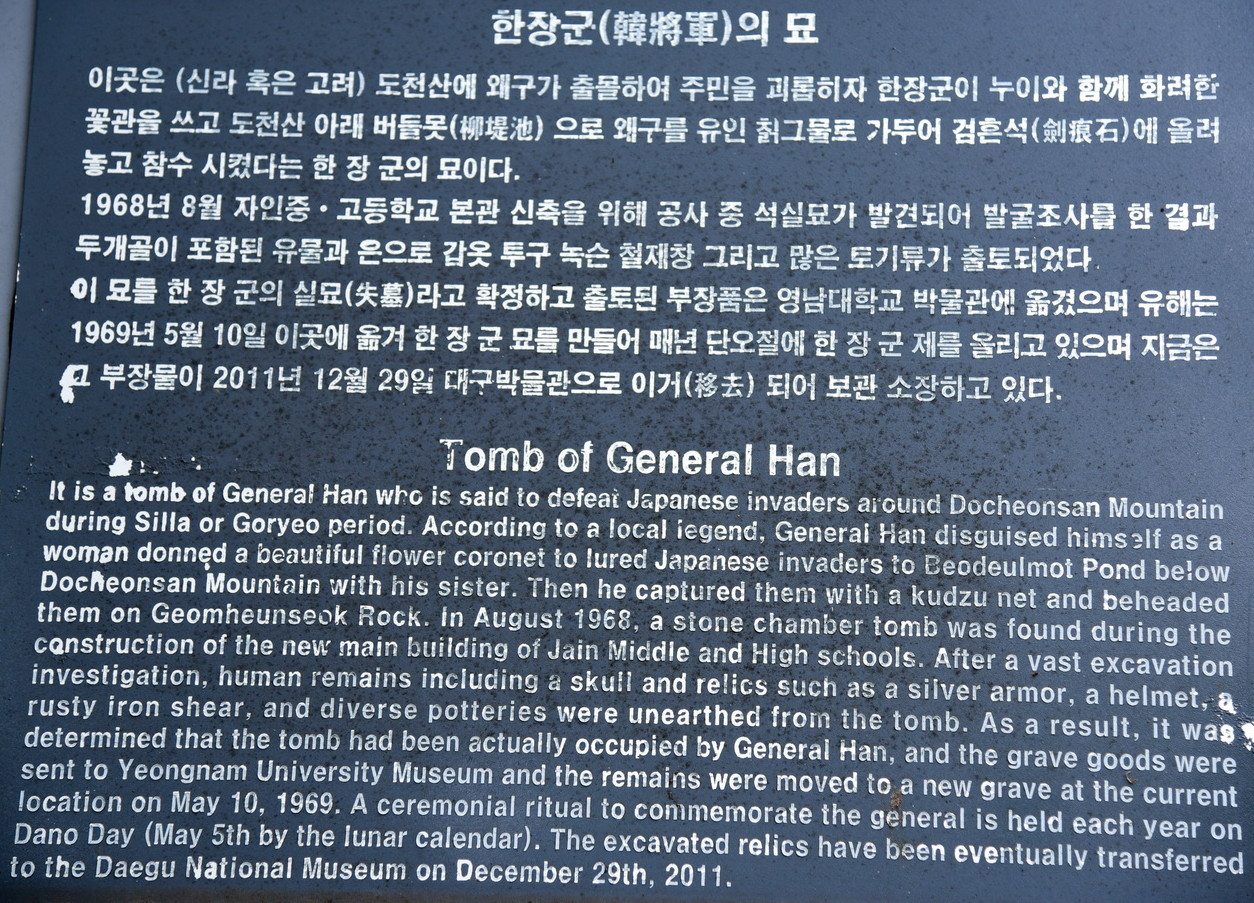 한장군(韓將軍)의 묘
이곳은 (신라 혹은 고려) 도천산에 왜구가 출몰하여 주민을 괴롭히자 한장군이 누이와 함께 화려한
꽃관을 쓰고 도천산 아래 버들못(柳堤池) 으로 왜구를 유인 칡그물로 가두어 검흔석(劍痕石)에 올려
놓고 참수 시켰다는 한 장 군의 묘이다.
1968년 8월 자인중·고등학교 본관 신축을 위해 공사 중 석실묘가 발견되어 발굴조사를 한 결과
두개골이 포함된 유물과 은으로 갑옷 투구 녹슨 철재창 그리고 많은 토기류가 출토되었다.
이 묘를 한 장 군의 실묘(失墓)라고 확정하고 출토된 부장품은 영남대학교 박물관에 옮겼으며 유해는
1969년 5월 10일 이곳에 옮겨 한 장 군 묘를 만들어 매년 단오절에 한 장 군 제를 올리고 있으며 지금은
그 부장물이 2011년 12월 29일 대구박물관으로 이거(移去) 되어 보관 소장하고 있다.
Tomb of General Han
It is a tomb of General Han who is said to defeat Japanese invaders around Docheonsan Mountain
during Silla or Goryeo period. According to a local legend, General Han disguised himself as a
woman donned a beautiful flower coronet to lured Japanese invaders to Beodeulmot Pond below
Docheonsan Mountain with his sister. Then he captured them with a kudzu net and beheaded
them on Geomheunseok Rock. In August 1968, a stone chamber tomb was found during the
construction of the new main building of Jain Middle and High schools. After a vast excavation
investigation, human remains including a skull and relics such as a silver armor, a helmet, a
rusty iron shear, and diverse potteries were unearthed from the tomb. As a result, it was
determined that the tomb had been actually occupied by General Han, and the grave goods were
sent to Yeongnam University Museum and the remains were moved to a new grave at the current
location on May 10, 1969. A ceremonial ritual to commemorate the general is held each year on
Dano Day (May 5th by the lunar calendar). The excavated relics have been eventually transferred
to the Daegu National Museum on December 29th, 2011.